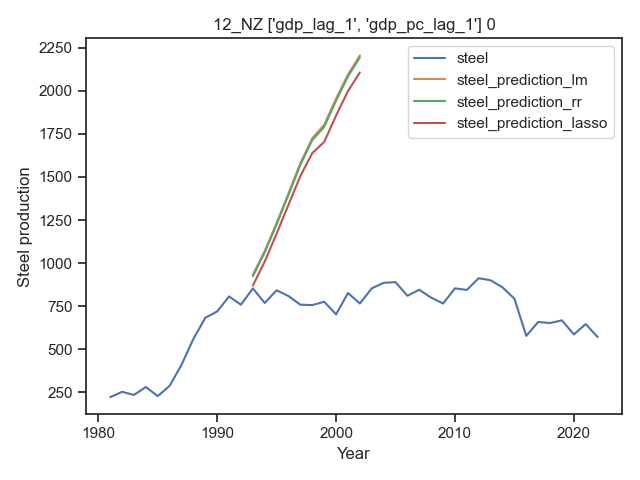 12_NZ ['gdp_lag_1', 'gdp_pc_lag_1'] 0
steel
steel_prediction_lm
steel_prediction_rr
steel_prediction_lasso
Steel production
2250
2000
1750
1500
1250
1000
750
500
250
1980
1990
2000
2010
2020
Year